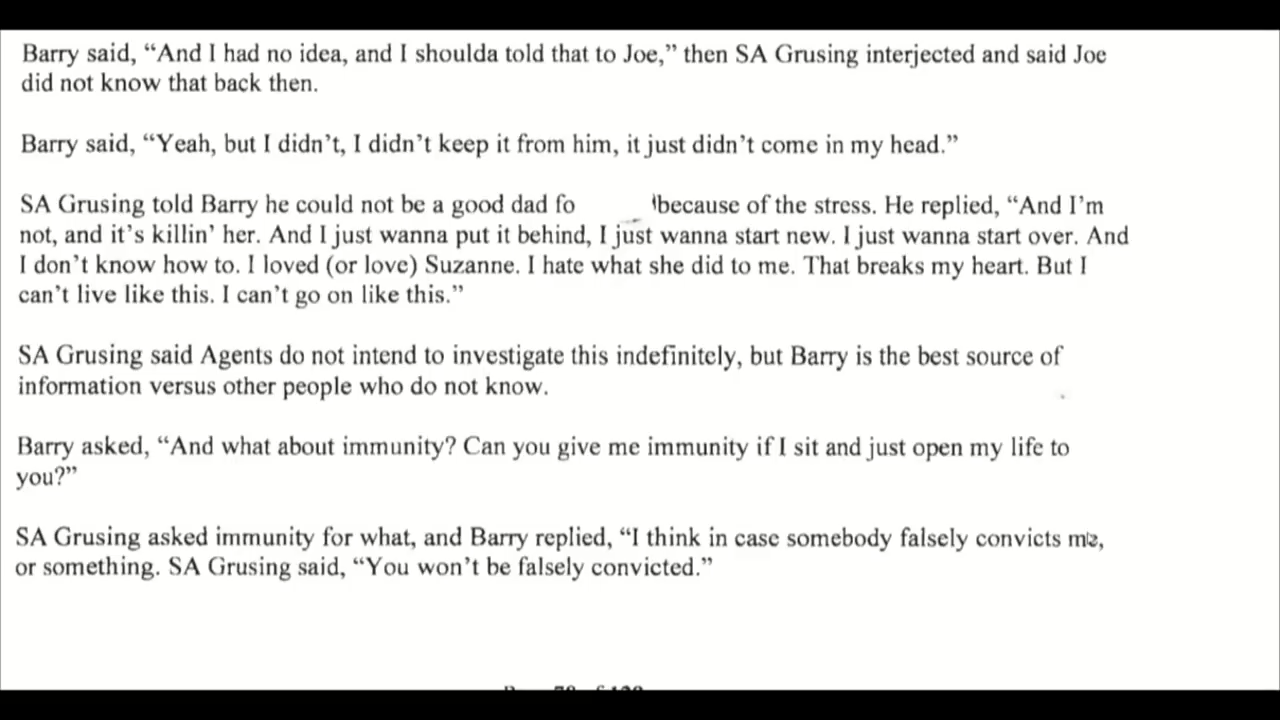 Barry said, “And I had no idea, and I shoulda told that to Joe,” then SA Grusing interjected and said Joe
did not know that back then.
Barry said, “Yeah, but I didn’t, I didn’t keep it from him, it just didn’t come in my head.”
SA Grusing told Barry he could not be a good dad fo because of the stress. He replied, “And I’m
not, and it’s killin’ her. And I just wanna put it behind, I just wanna start new. I just wanna start over. And
I don’t know how to. I loved (or love) Suzanne. I hate what she did to me. That breaks my heart. But I
can’t live like this. I can’t go on like this.”
SA Grusing said Agents do not intend to investigate this indefinitely, but Barry is the best source of
information versus other people who do not know.
Barry asked, “And what about immunity? Can you give me immunity if I sit and just open my life to
you?”
SA Grusing asked immunity for what, and Barry replied, “I think in case somebody falsely convicts me,
or something. SA Grusing said, “You won’t be falsely convicted.”